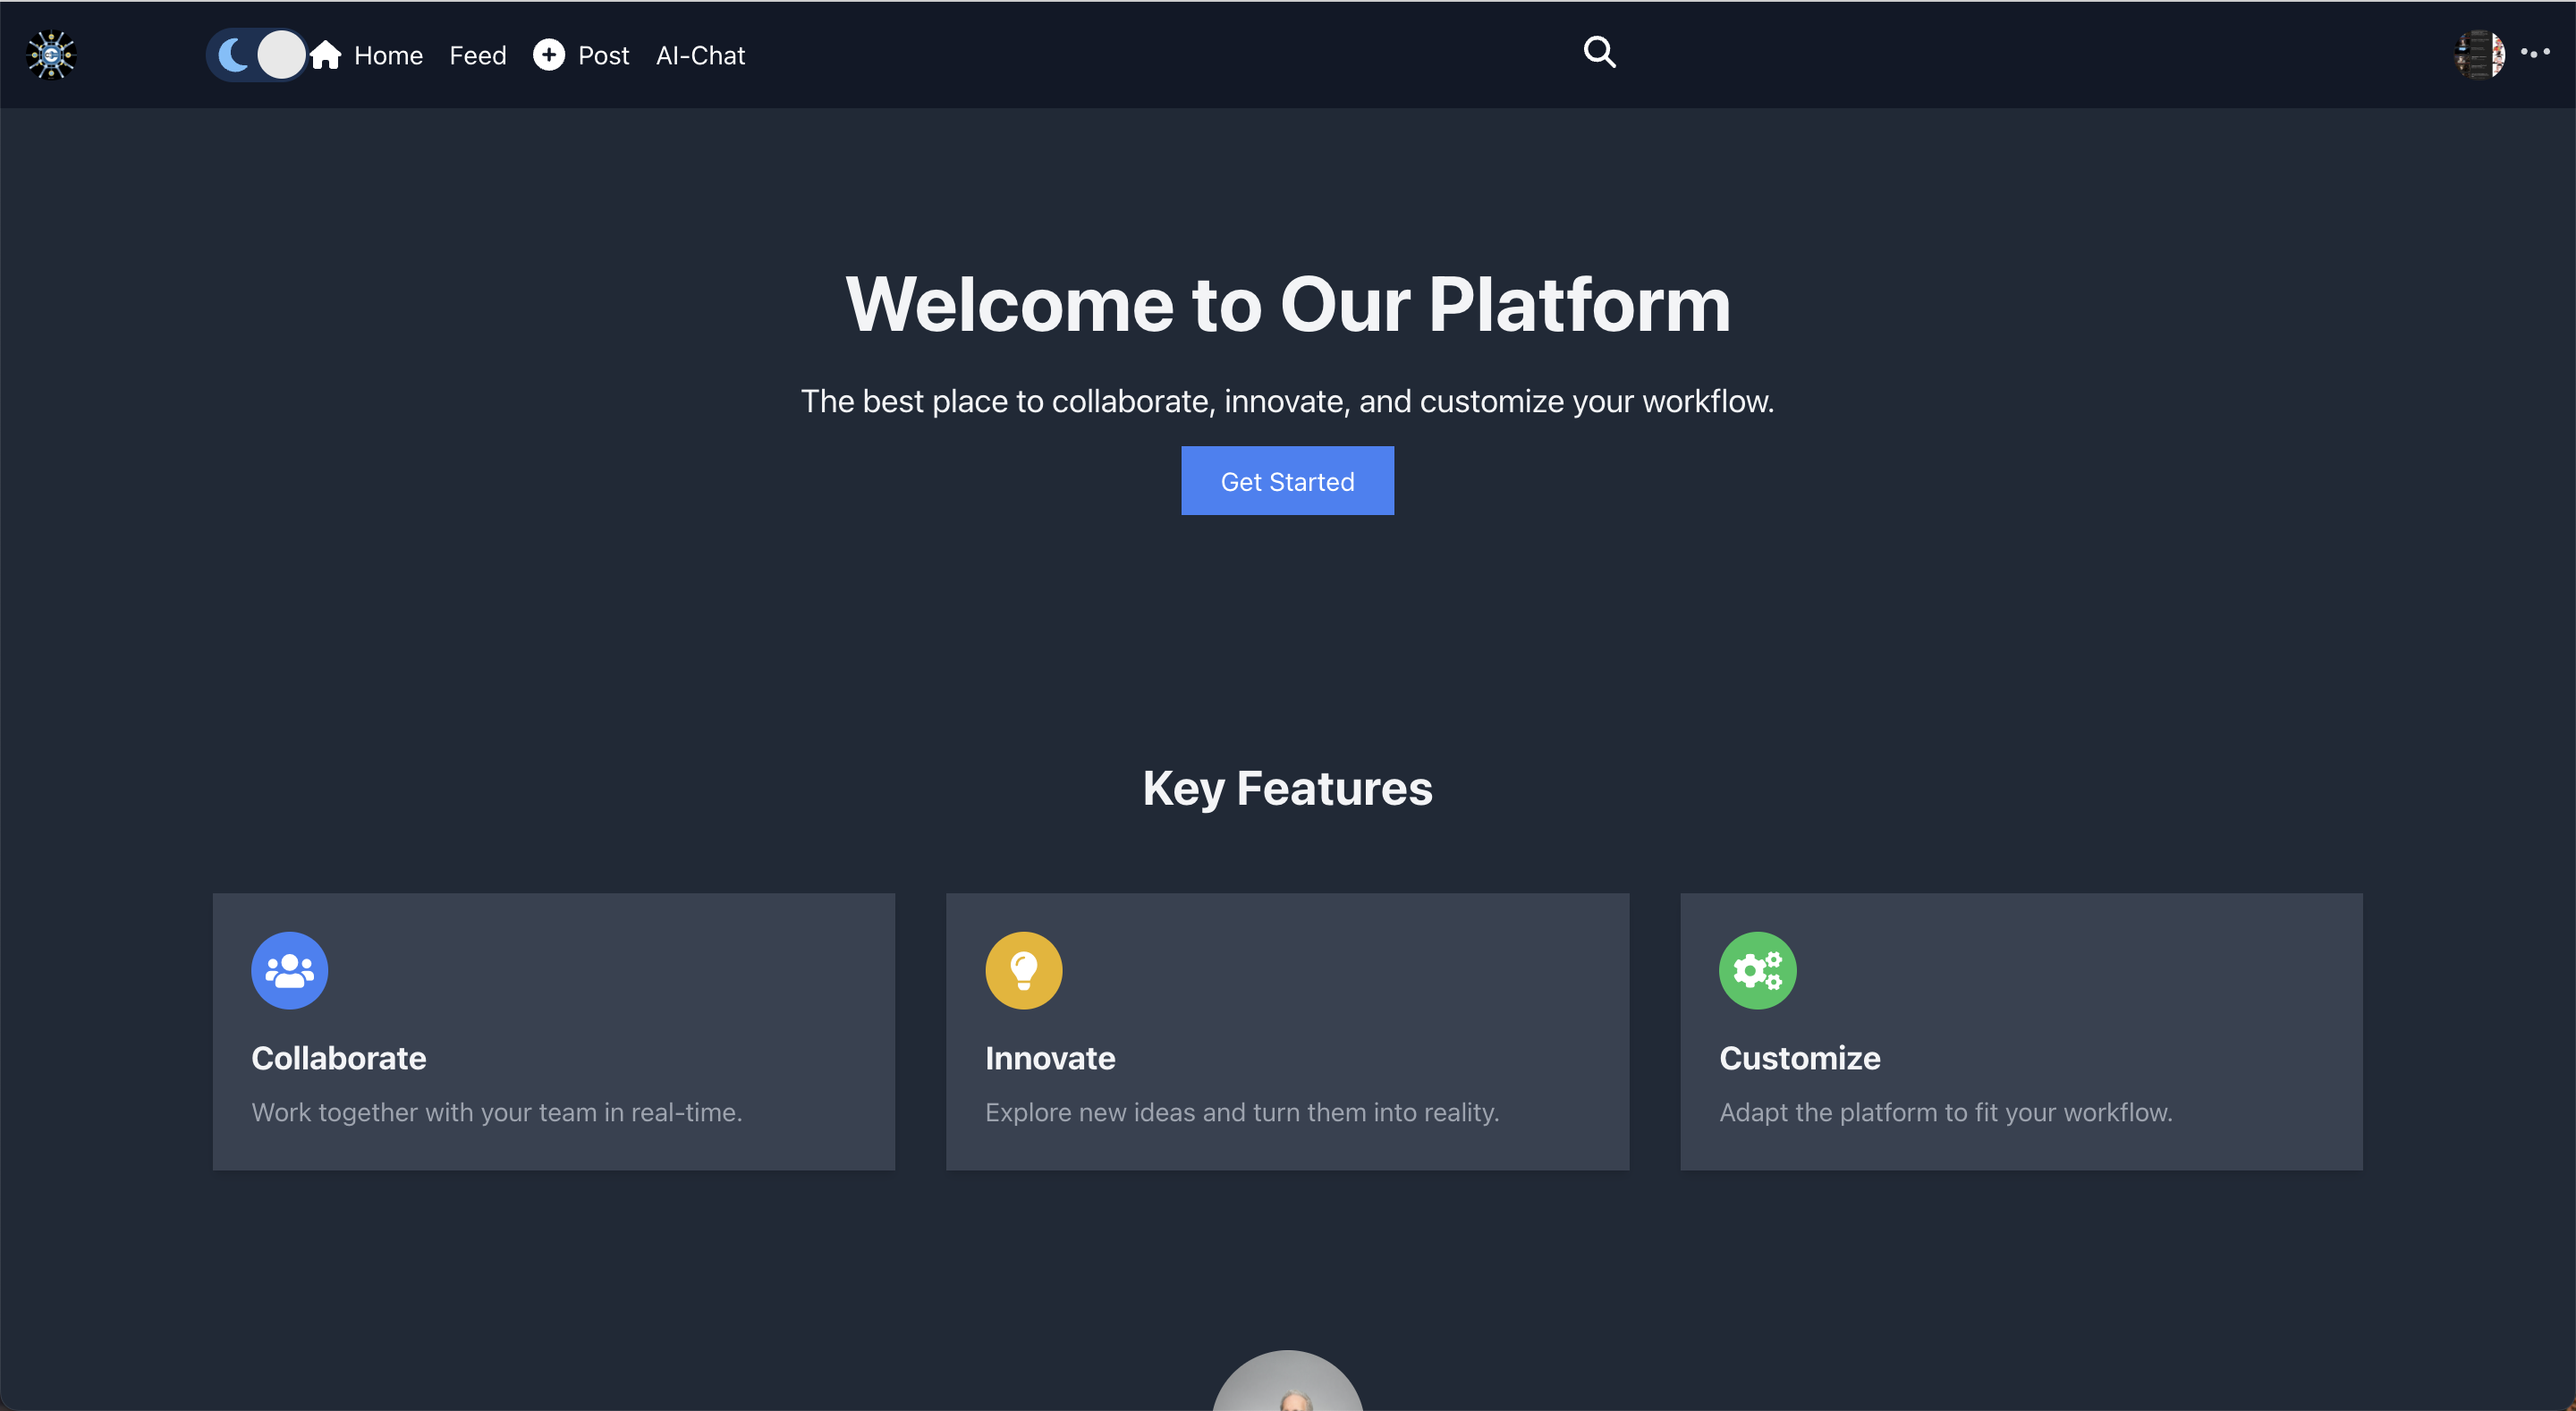 Home Feed Post AI-Chat
Welcome to Our Platform
The best place to collaborate, innovate, and customize your workflow.
Get Started
Key Features
Collaborate
Work together with your team in real-time.
Innovate
Explore new ideas and turn them into reality.
Customize
Adapt the platform to fit your workflow.